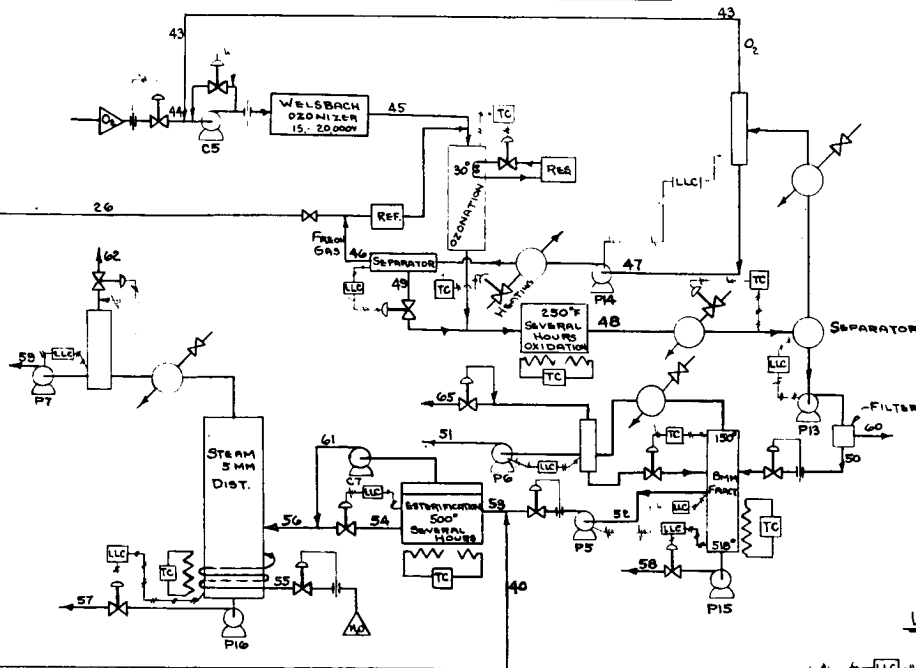 43
43
O2
O2
44
C5
WELSBACH
OZONIZER
15,-20,000V
45
TC
30°
REG.
OZONATION
LLC
26
REF.
FREON
GAS
46
SEPARATOR
49
LLC
TC
HEATING
47
P14
TC
62
250°F
SEVERAL
HOURS
OXIDATION
48
TC
SEPARATOR
LLC
59
LLC
P7
65
P13
FILTER
60
50
51
P6
LLC
TC
150°
8MM
FRACT.
61
C7
STEAM
5 MM
DIST.
LLC
ESTERIFICATION
500°
SEVERAL
HOURS
53
52
LLC
P5
LLC
518°
TC
56
54
TC
58
P15
LLC
TC
55
40
57
P16
H2O
LLC